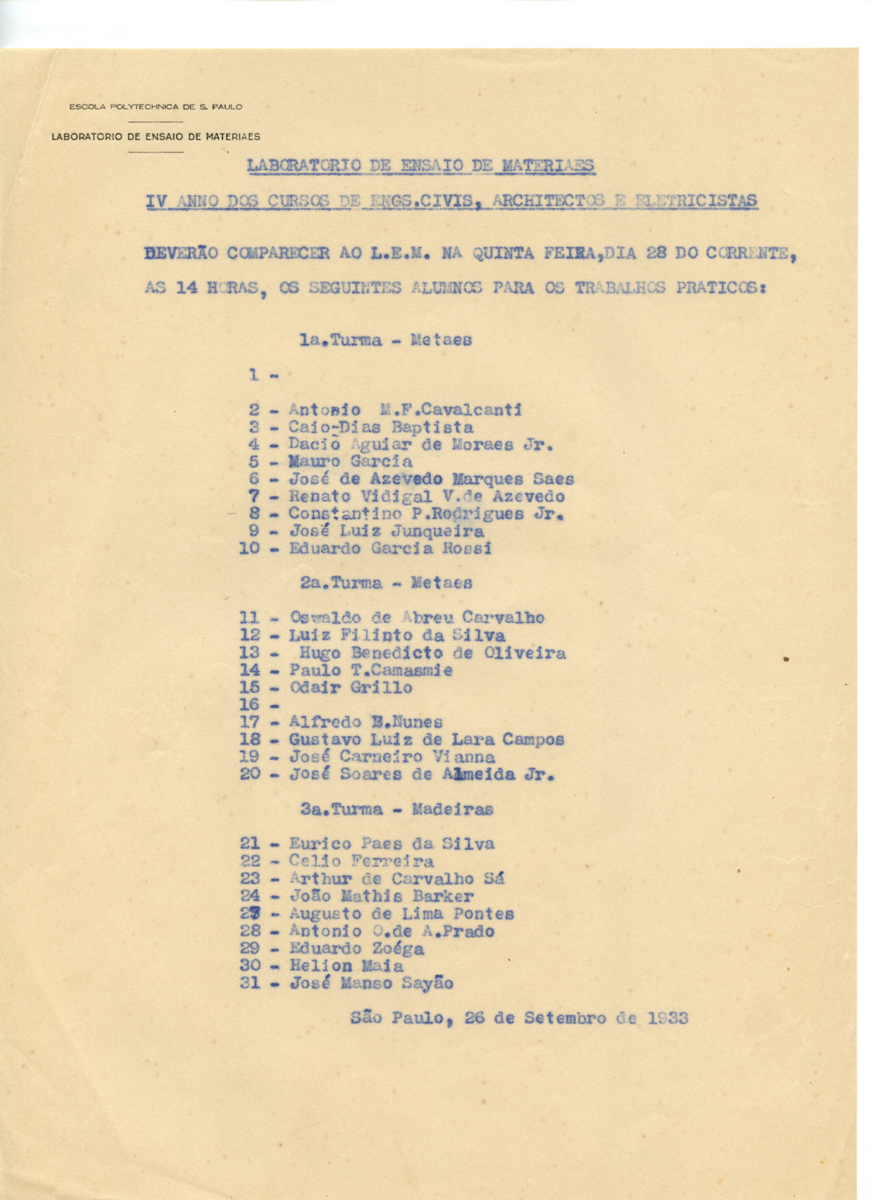 ESCOLA POLYTECHNICA DE S. PAULO
LABORATORIO DE ENSAIO DE MATERIAES
LABORATORIO DE ENSAIO DE MATERIAES
IV ANNO DOS CURSOS DE ENGS.CIVIS, ARCHITECTOS E ELETRICISTAS
DEVERÃO COMPARECER AO L.E.M. NA QUINTA FEIRA,DIA 28 DO CORRENTE,
AS 14 HORAS, OS SEGUINTES ALUMNOS PARA OS TRABALHOS PRATICOS:
1a.Turma - Metaes
1 -
2 - Antonio M.F.Cavalcanti
3 - Caio-Dias Baptista
4 - Dacio Aguiar de Moraes Jr.
5 - Mauro Garcia
6 - José de Azevedo Marques Saes
7 - Renato Vidigal V.de Azevedo
8 - Constantino P.Rodrigues Jr.
9 - José Luiz Junqueira
10 - Eduardo Garcia Rossi
2a.Turma - Metaes
11 - Oswaldo de Abreu Carvalho
12 - Luiz Filinto da Silva
13 - Hugo Benedicto de Oliveira
14 - Paulo T.Camasmie
15 - Odair Grillo
16 -
17 - Alfredo B.Nunes
18 - Gustavo Luiz de Lara Campos
19 - José Carneiro Vianna
20 - José Soares de Almeida Jr.
3a.Turma - Madeiras
21 - Eurico Paes da Silva
22 - Celio Ferreira
23 - Arthur de Carvalho Sá
24 - João Mathis Barker
27 - Augusto de Lima Pontes
28 - Antonio O.de A.Prado
29 - Eduardo Zoéga
30 - Helion Maia
31 - José Manso Sayão
São Paulo, 26 de Setembro de 1933